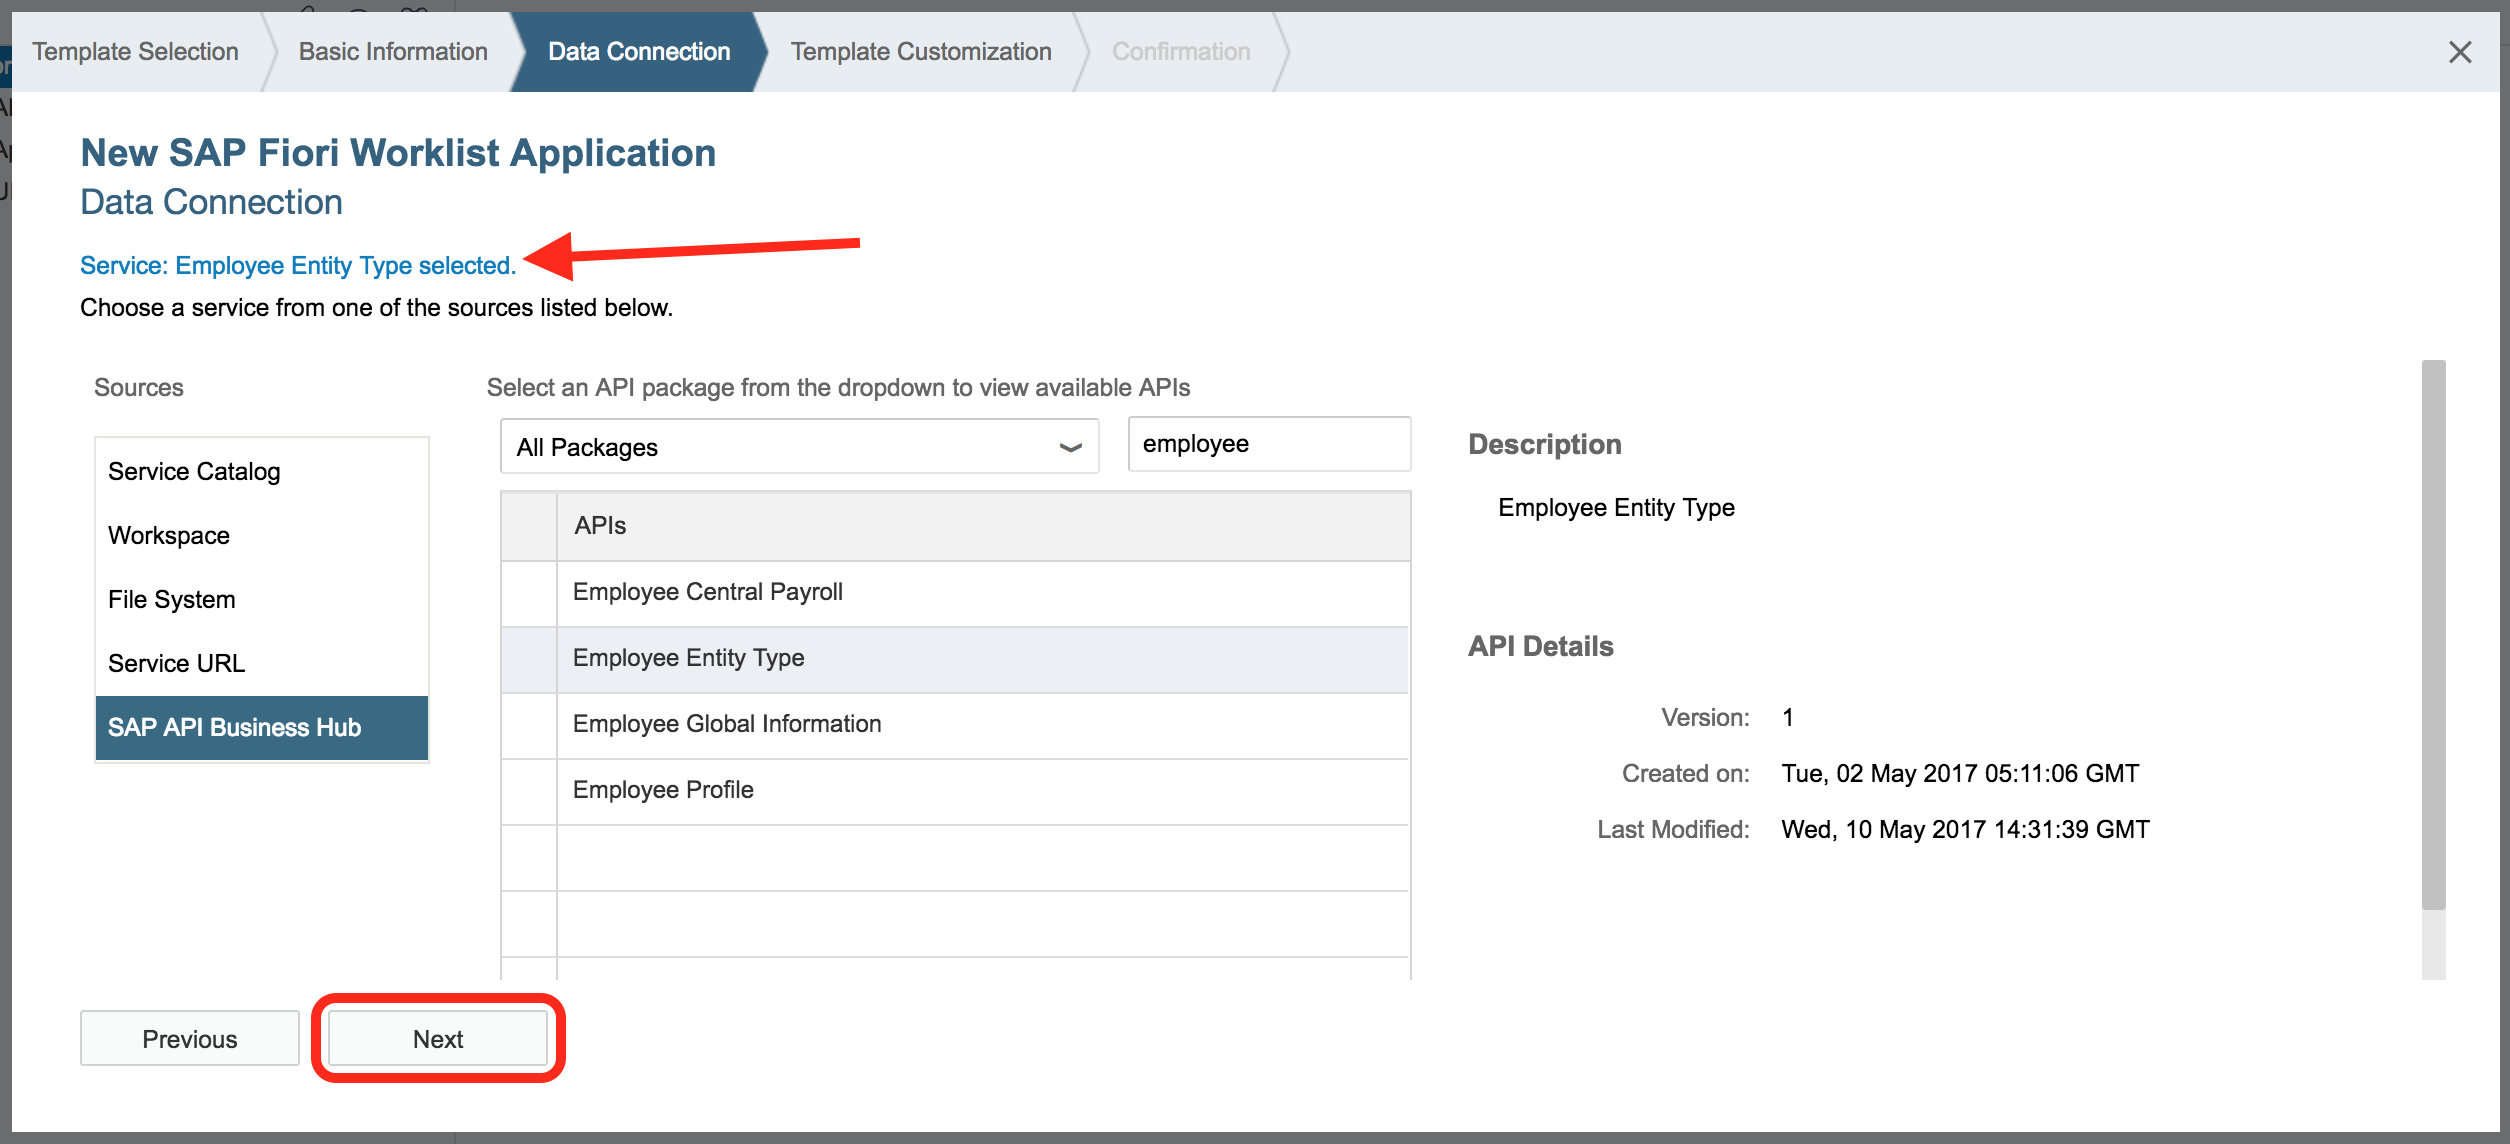 Template Selection
Basic Information
Data Connection
Template Customization
Confirmation
New SAP Fiori Worklist Application
Data Connection
Service: Employee Entity Type selected.
Choose a service from one of the sources listed below.
Sources
Select an API package from the dropdown to view available APIs
Service Catalog
Workspace
File System
Service URL
SAP API Business Hub
All Packages
employee
APIs
Employee Central Payroll
Employee Entity Type
Employee Global Information
Employee Profile
Description
Employee Entity Type
API Details
Version: 1
Created on: Tue, 02 May 2017 05:11:06 GMT
Last Modified: Wed, 10 May 2017 14:31:39 GMT
Previous
Next